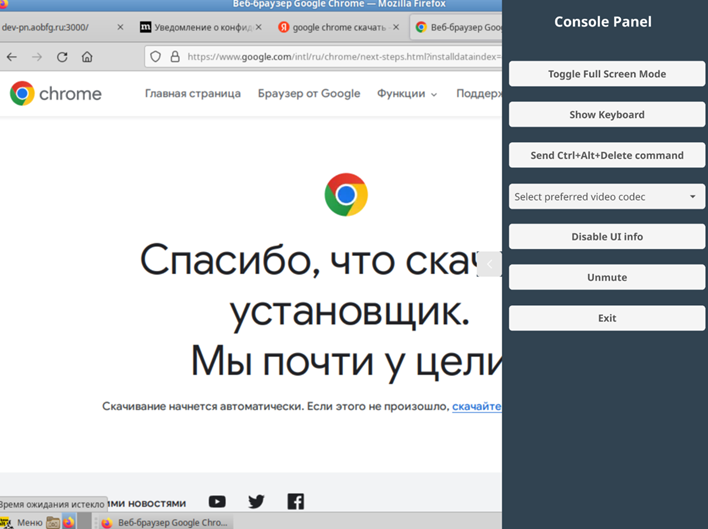 Веб-браузер Google Chrome — Mozilla Firefox
dev-pn.aobfg.ru:3000/
Уведомление о конфид
google chrome скачать
Веб-браузер Goo
https://www.google.com/intl/ru/chrome/next-steps.html?installdataindex=
chrome
Главная страница Браузер от Google Функции Поддерж
Спасибо, что скач
установщик.
Мы почти у цели
Скачивание начнется автоматически. Если этого не произошло, скачайте
ими новостями
Время ожидания истекло
Меню
Веб-браузер Google Chro...
Console Panel
Toggle Full Screen Mode
Show Keyboard
Send Ctrl+Alt+Delete command
Select preferred video codec
Disable UI info
Unmute
Exit